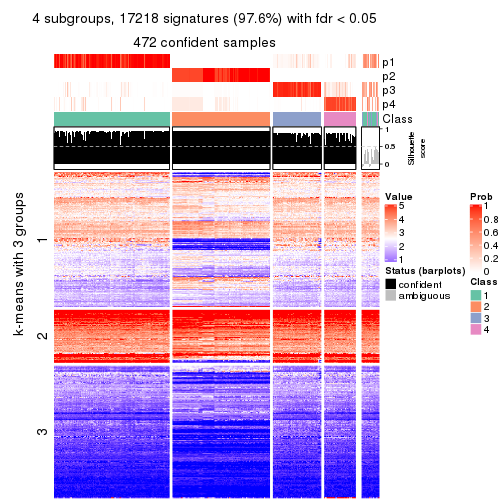 4 subgroups, 17218 signatures (97.6%) with fdr < 0.05
472 confident samples
p1
p2
p3
p4
Class
1
0.5
0
Silhouette
score
k-means with 3 groups
1
2
3
Value
5
4
3
2
1
Status (barplots)
confident
ambiguous
Prob
1
0.8
0.6
0.4
0.2
0
Class
1
2
3
4